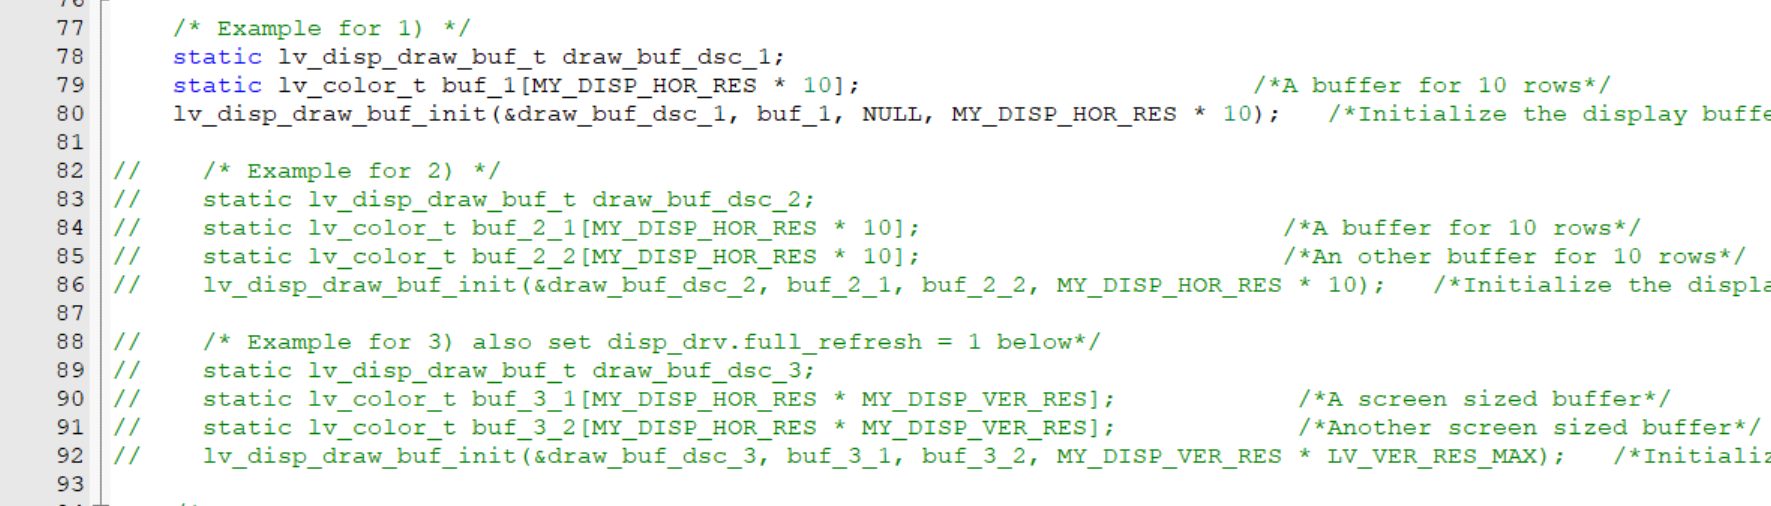 77 /* Example for 1) */
78 static lv_disp_draw_buf_t draw_buf_dsc_1;
79 static lv_color_t buf_1[MY_DISP_HOR_RES * 10]; /*A buffer for 10 rows*/
80 lv_disp_draw_buf_init(&draw_buf_dsc_1, buf_1, NULL, MY_DISP_HOR_RES * 10); /*Initialize the display buffe
81
82 // /* Example for 2) */
83 // static lv_disp_draw_buf_t draw_buf_dsc_2;
84 // static lv_color_t buf_2_1[MY_DISP_HOR_RES * 10]; /*A buffer for 10 rows*/
85 // static lv_color_t buf_2_2[MY_DISP_HOR_RES * 10]; /*An other buffer for 10 rows*/
86 // lv_disp_draw_buf_init(&draw_buf_dsc_2, buf_2_1, buf_2_2, MY_DISP_HOR_RES * 10); /*Initialize the displa
87
88 // /* Example for 3) also set disp_drv.full_refresh = 1 below*/
89 // static lv_disp_draw_buf_t draw_buf_dsc_3;
90 // static lv_color_t buf_3_1[MY_DISP_HOR_RES * MY_DISP_VER_RES]; /*A screen sized buffer*/
91 // static lv_color_t buf_3_2[MY_DISP_HOR_RES * MY_DISP_VER_RES]; /*Another screen sized buffer*/
92 // lv_disp_draw_buf_init(&draw_buf_dsc_3, buf_3_1, buf_3_2, MY_DISP_VER_RES * LV_VER_RES_MAX); /*Initializ
93